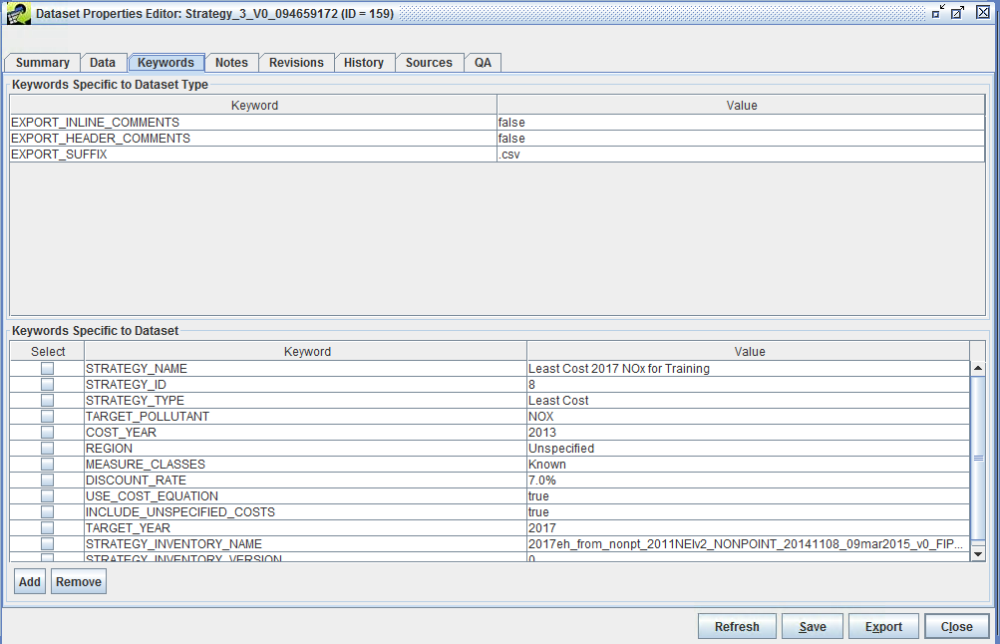 Dataset Properties Editor: Strategy_3_V0_094659172 (ID = 159)
Summary Data Keywords Notes Revisions History Sources QA
Keywords Specific to Dataset Type
Keyword Value
EXPORT_INLINE_COMMENTS false
EXPORT_HEADER_COMMENTS false
EXPORT_SUFFIX .csv
Keywords Specific to Dataset
Select Keyword Value
STRATEGY_NAME Least Cost 2017 NOx for Training
STRATEGY_ID 8
STRATEGY_TYPE Least Cost
TARGET_POLLUTANT NOX
COST_YEAR 2013
REGION Unspecified
MEASURE_CLASSES Known
DISCOUNT_RATE 7.0%
USE_COST_EQUATION true
INCLUDE_UNSPECIFIED_COSTS true
TARGET_YEAR 2017
STRATEGY_INVENTORY_NAME 2017eh_from_nonpt_2011NEIv2_NONPOINT_20141108_09mar2015_v0_FIP...
STRATEGY_INVENTORY_VERSION 0
Add Remove
Refresh Save Export Close